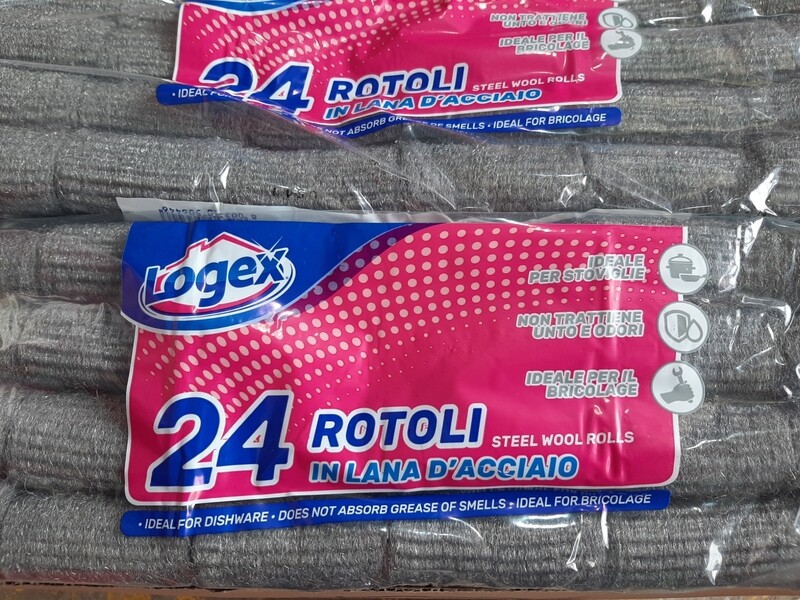 NON TRATTIENE
UNTO E ODORI
IDEALE PER IL
BRICOLAGE
24 ROTOLI
STEEL WOOL ROLLS
IN LANA D'ACCIAIO
• IDEAL
NOT ABSORB GREASE OF SMELLS • IDEAL FOR BRICOLAGE
Logex
IDEALE
PER STOVIGLIE
NON TRATTIENE
UNTO E ODORI
IDEALE PER IL
BRICOLAGE
24 ROTOLI
STEEL WOOL ROLLS
IN LANA D'ACCIAIO
• IDEAL FOR DISHWARE • DOES NOT ABSORB GREASE OF SMELLS • IDEAL FOR BRICOLAGE